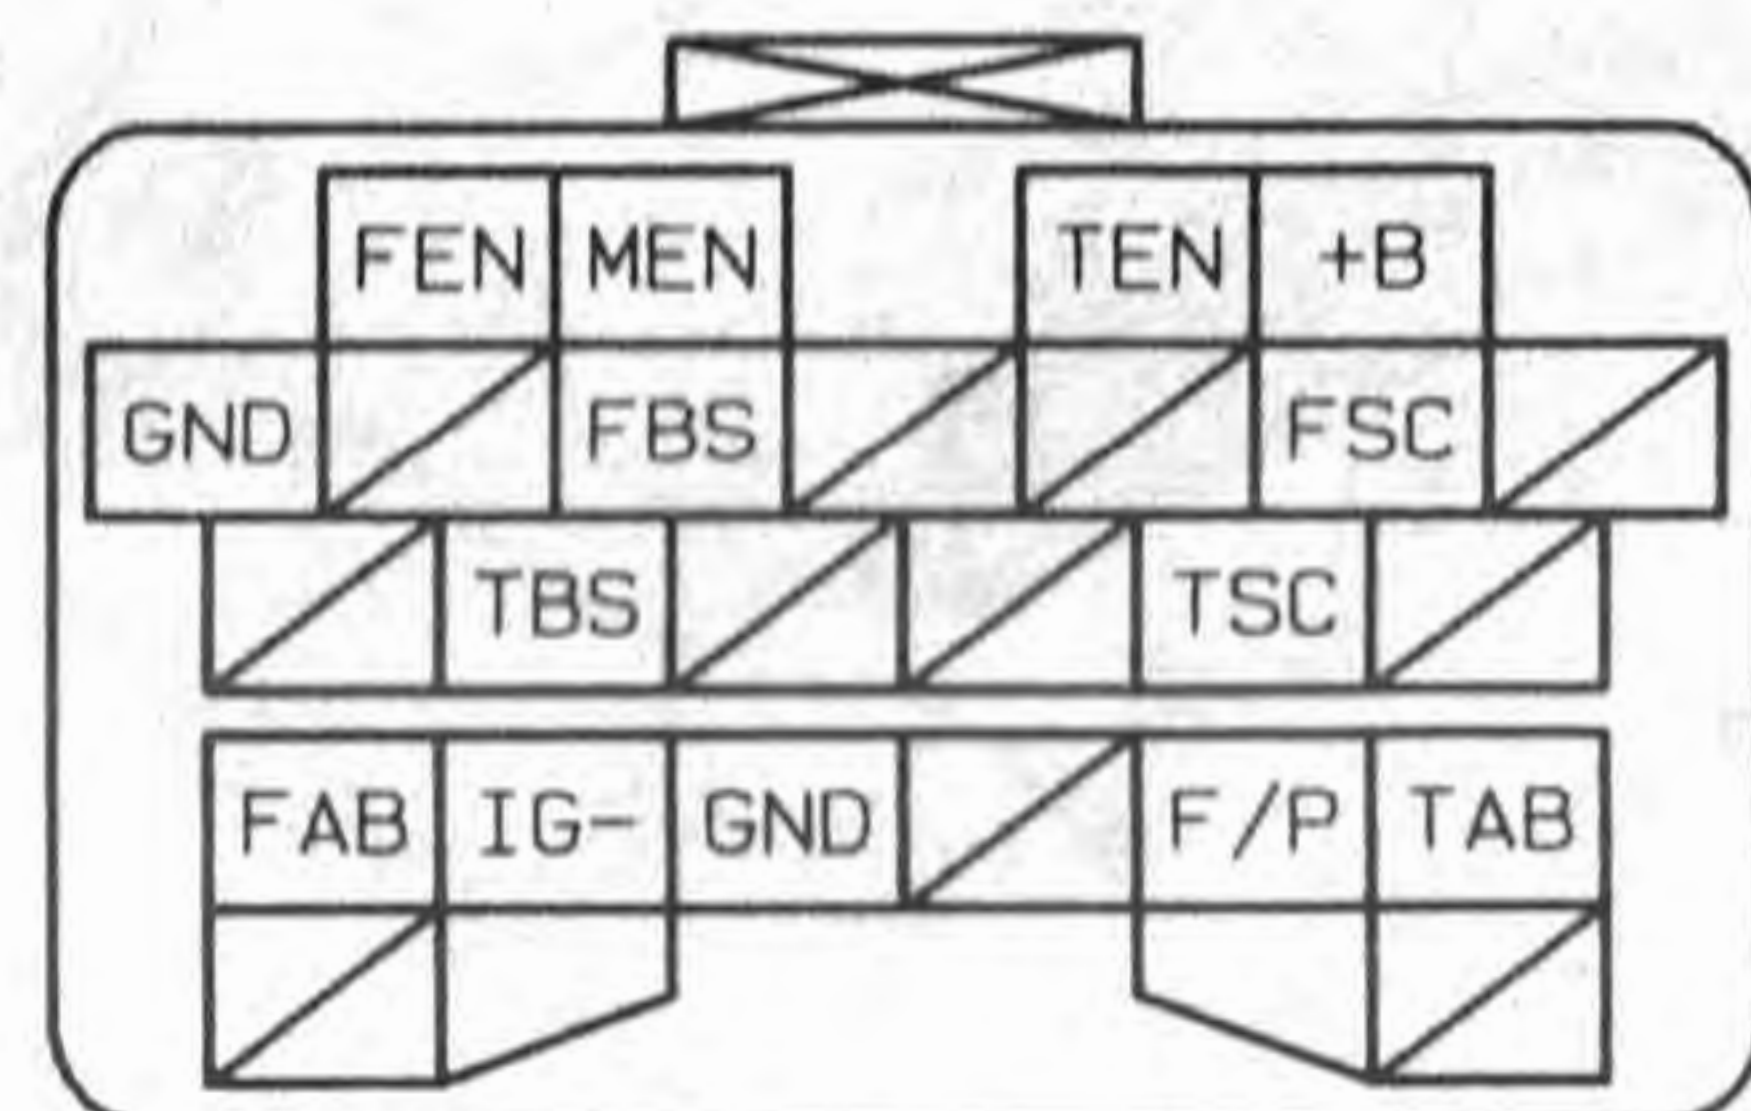 FEN MEN TEN +B
GND FBS FSC
TBS TSC
FAB IG- GND F/P TAB